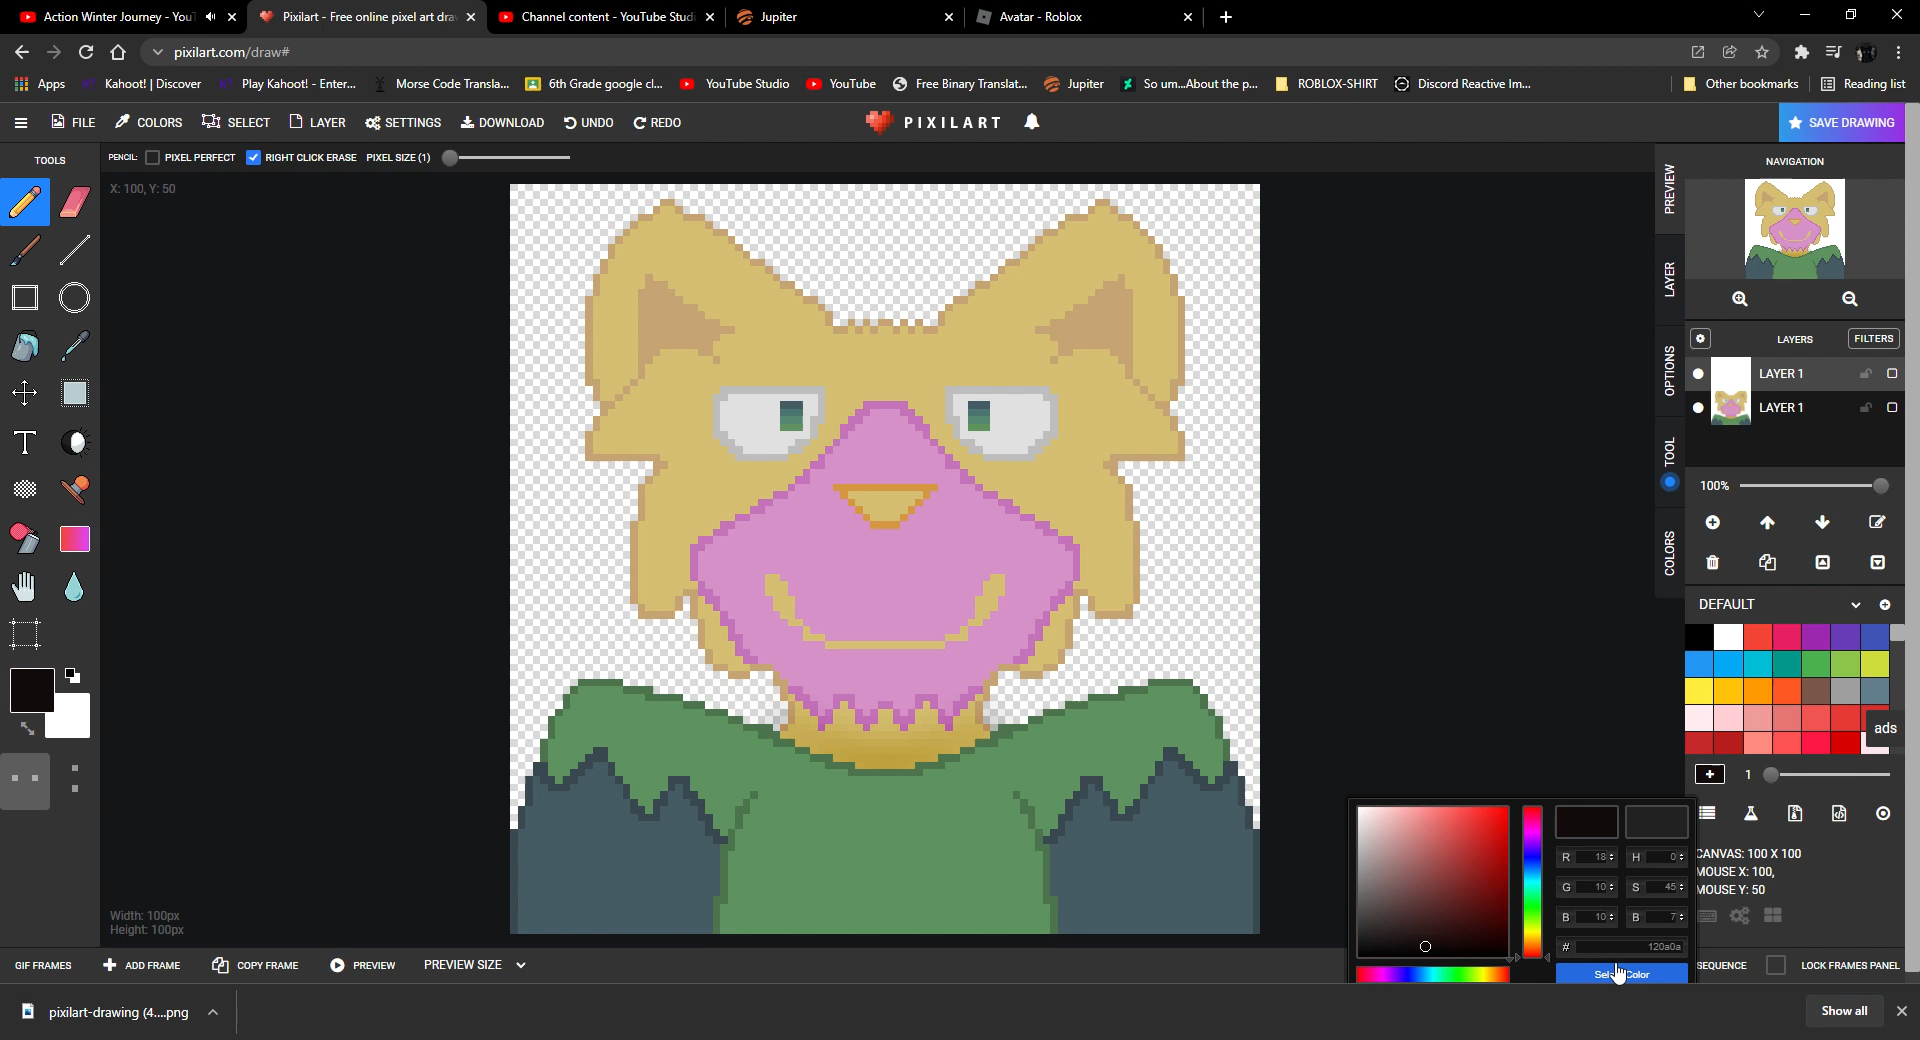 Action Winter Journey - You
Pixilart - Free online pixel art dra
Channel content - YouTube Studi
Jupiter
Avatar - Roblox
pixilart.com/draw#
Apps
Kahoot! | Discover
Play Kahoot! - Enter...
Morse Code Transla...
6th Grade google cl...
YouTube Studio
YouTube
Free Binary Translat...
Jupiter
So um...About the p...
ROBLOX-SHIRT
Discord Reactive Im...
Other bookmarks
Reading list
FILE
COLORS
SELECT
LAYER
SETTINGS
DOWNLOAD
UNDO
REDO
PIXILART
SAVE DRAWING
TOOLS
PENCIL:
PIXEL PERFECT
RIGHT CLICK ERASE
PIXEL SIZE (1)
X: 100, Y: 50
NAVIGATION
PREVIEW
LAYER
OPTIONS
TOOL
COLORS
LAYERS
FILTERS
LAYER 1
LAYER 1
100%
DEFAULT
ads
1
R 18
H 0
G 10
S 45
B 10
B 7
# 120a0a
CANVAS: 100 X 100
MOUSE X: 100,
MOUSE Y: 50
Width: 100px
Height: 100px
GIF FRAMES
ADD FRAME
COPY FRAME
PREVIEW
PREVIEW SIZE
SEQUENCE
LOCK FRAMES PANEL
pixilart-drawing (4....png
Show all